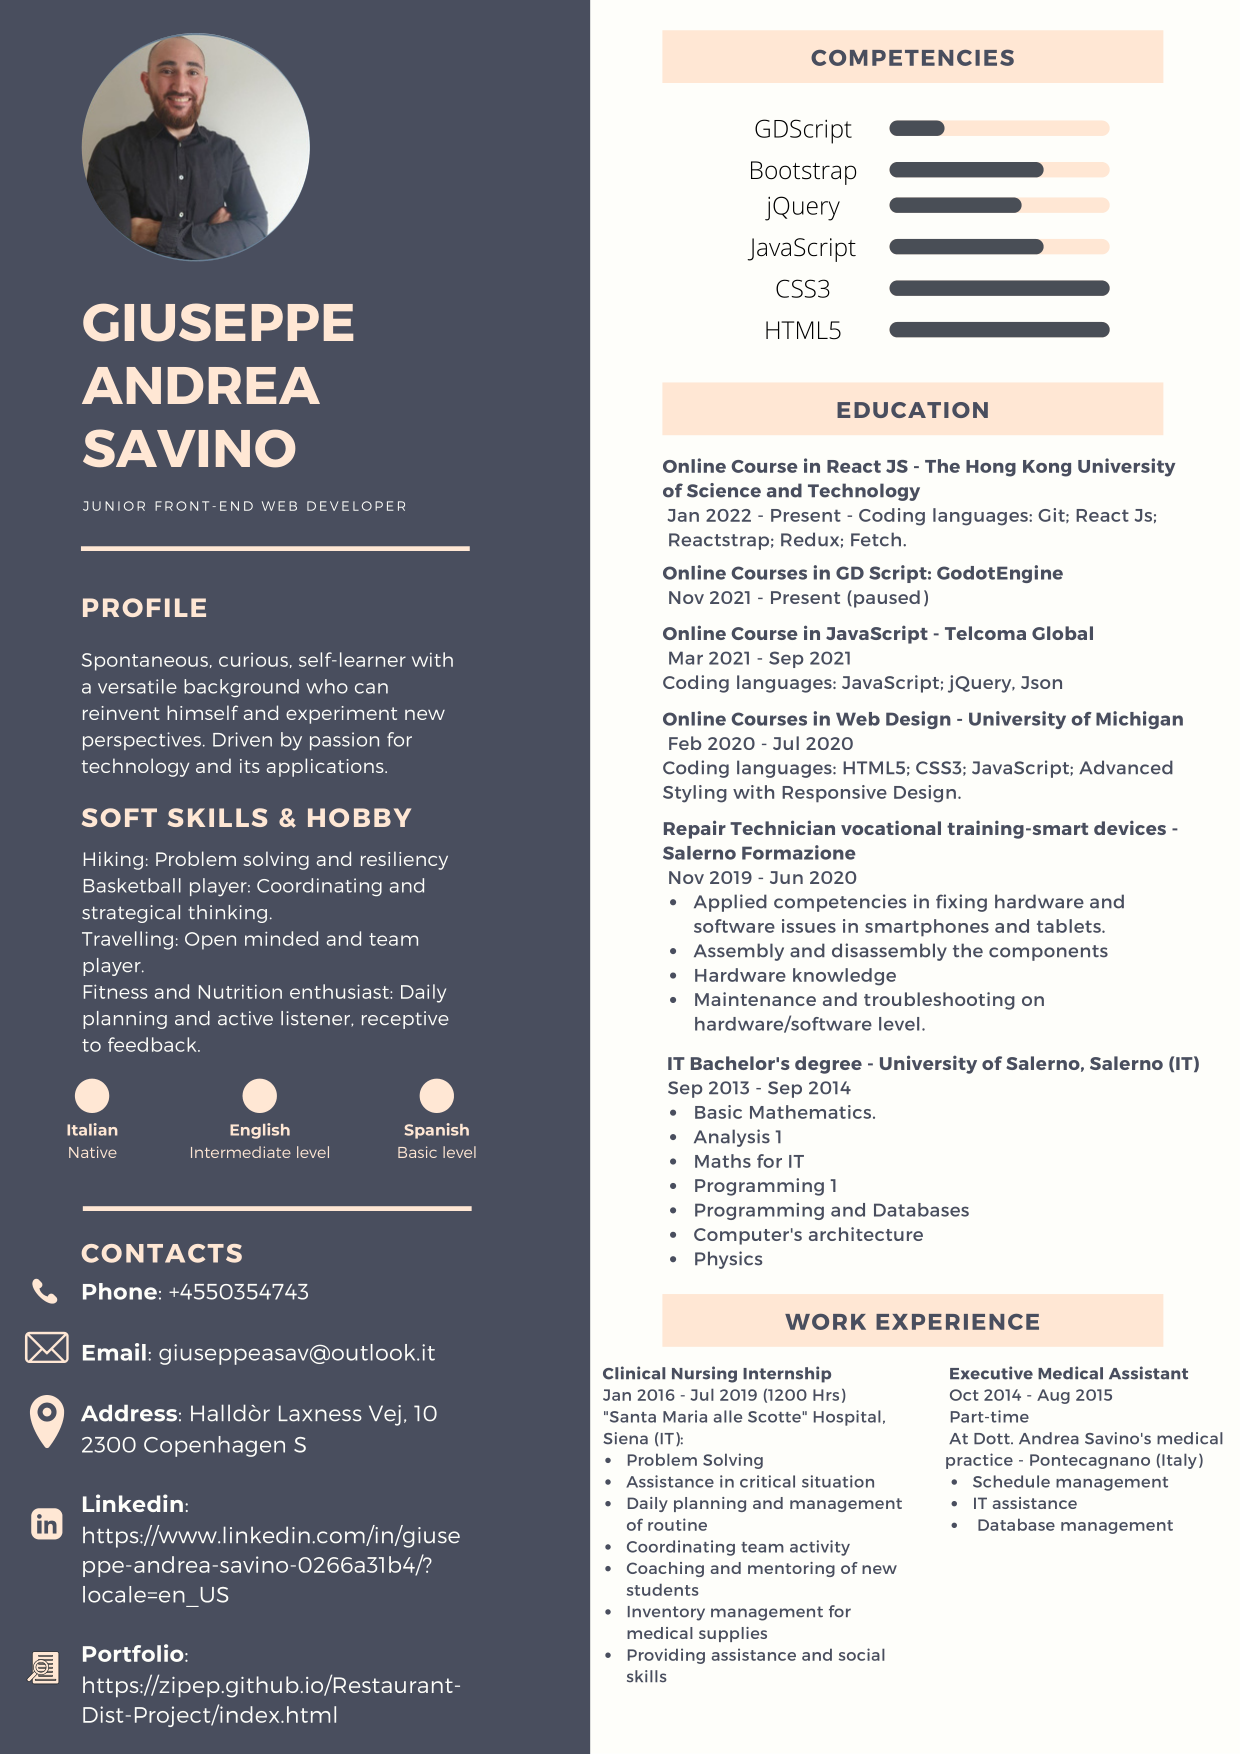 GIUSEPPE
ANDREA
SAVINO
JUNIOR FRONT-END WEB DEVELOPER
PROFILE
Spontaneous, curious, self-learner with
a versatile background who can
reinvent himself and experiment new
perspectives. Driven by passion for
technology and its applications.
SOFT SKILLS & HOBBY
Hiking: Problem solving and resiliency
Basketball player: Coordinating and
strategical thinking.
Travelling: Open minded and team
player.
Fitness and Nutrition enthusiast: Daily
planning and active listener, receptive
to feedback.
Italian
Native
English
Intermediate level
Spanish
Basic level
CONTACTS
Phone: +4550354743
Email: giuseppeasav@outlook.it
Address: Halldòr Laxness Vej, 10
2300 Copenhagen S
Linkedin:
https://www.linkedin.com/in/giuse
ppe-andrea-savino-0266a31b4/?
locale=en_US
Portfolio:
https://zipep.github.io/Restaurant-
Dist-Project/index.html
COMPETENCIES
GDScript
Bootstrap
jQuery
JavaScript
CSS3
HTML5
EDUCATION
Online Course in React JS - The Hong Kong University
of Science and Technology
Jan 2022 - Present - Coding languages: Git; React Js;
Reactstrap; Redux; Fetch.
Online Courses in GD Script: GodotEngine
Nov 2021 - Present (paused)
Online Course in JavaScript - Telcoma Global
Mar 2021 - Sep 2021
Coding languages: JavaScript; jQuery, Json
Online Courses in Web Design - University of Michigan
Feb 2020 - Jul 2020
Coding languages: HTML5; CSS3; JavaScript; Advanced
Styling with Responsive Design.
Repair Technician vocational training-smart devices -
Salerno Formazione
Nov 2019 - Jun 2020
• Applied competencies in fixing hardware and
software issues in smartphones and tablets.
• Assembly and disassembly the components
• Hardware knowledge
• Maintenance and troubleshooting on
hardware/software level.
IT Bachelor's degree - University of Salerno, Salerno (IT)
Sep 2013 - Sep 2014
• Basic Mathematics.
• Analysis 1
• Maths for IT
• Programming 1
• Programming and Databases
• Computer's architecture
• Physics
WORK EXPERIENCE
Clinical Nursing Internship
Jan 2016 - Jul 2019 (1200 Hrs)
"Santa Maria alle Scotte" Hospital,
Siena (IT):
• Problem Solving
• Assistance in critical situation
• Daily planning and management
of routine
• Coordinating team activity
• Coaching and mentoring of new
students
• Inventory management for
medical supplies
• Providing assistance and social
skills
Executive Medical Assistant
Oct 2014 - Aug 2015
Part-time
At Dott. Andrea Savino's medical
practice - Pontecagnano (Italy)
• Schedule management
• IT assistance
• Database management